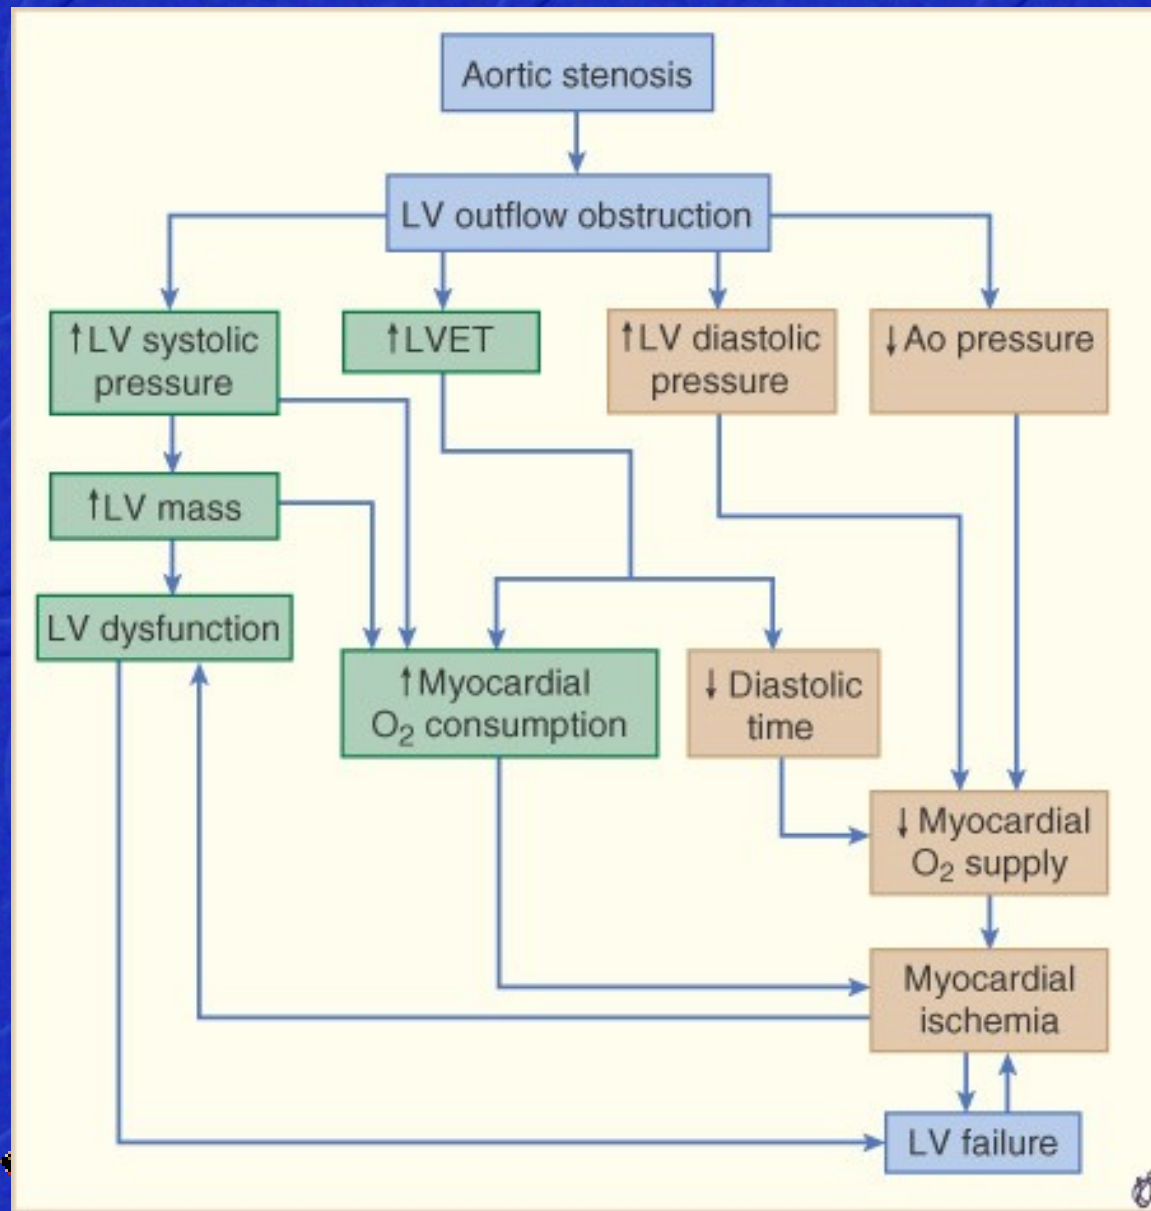 Aortic stenosis
LV outflow obstruction
↑LV systolic
pressure
↑LVET
↑LV diastolic
pressure
↓Ao pressure
↑LV mass
LV dysfunction
↑Myocardial
O₂ consumption
↓ Diastolic
time
↓ Myocardial
O₂ supply
Myocardial
ischemia
LV failure